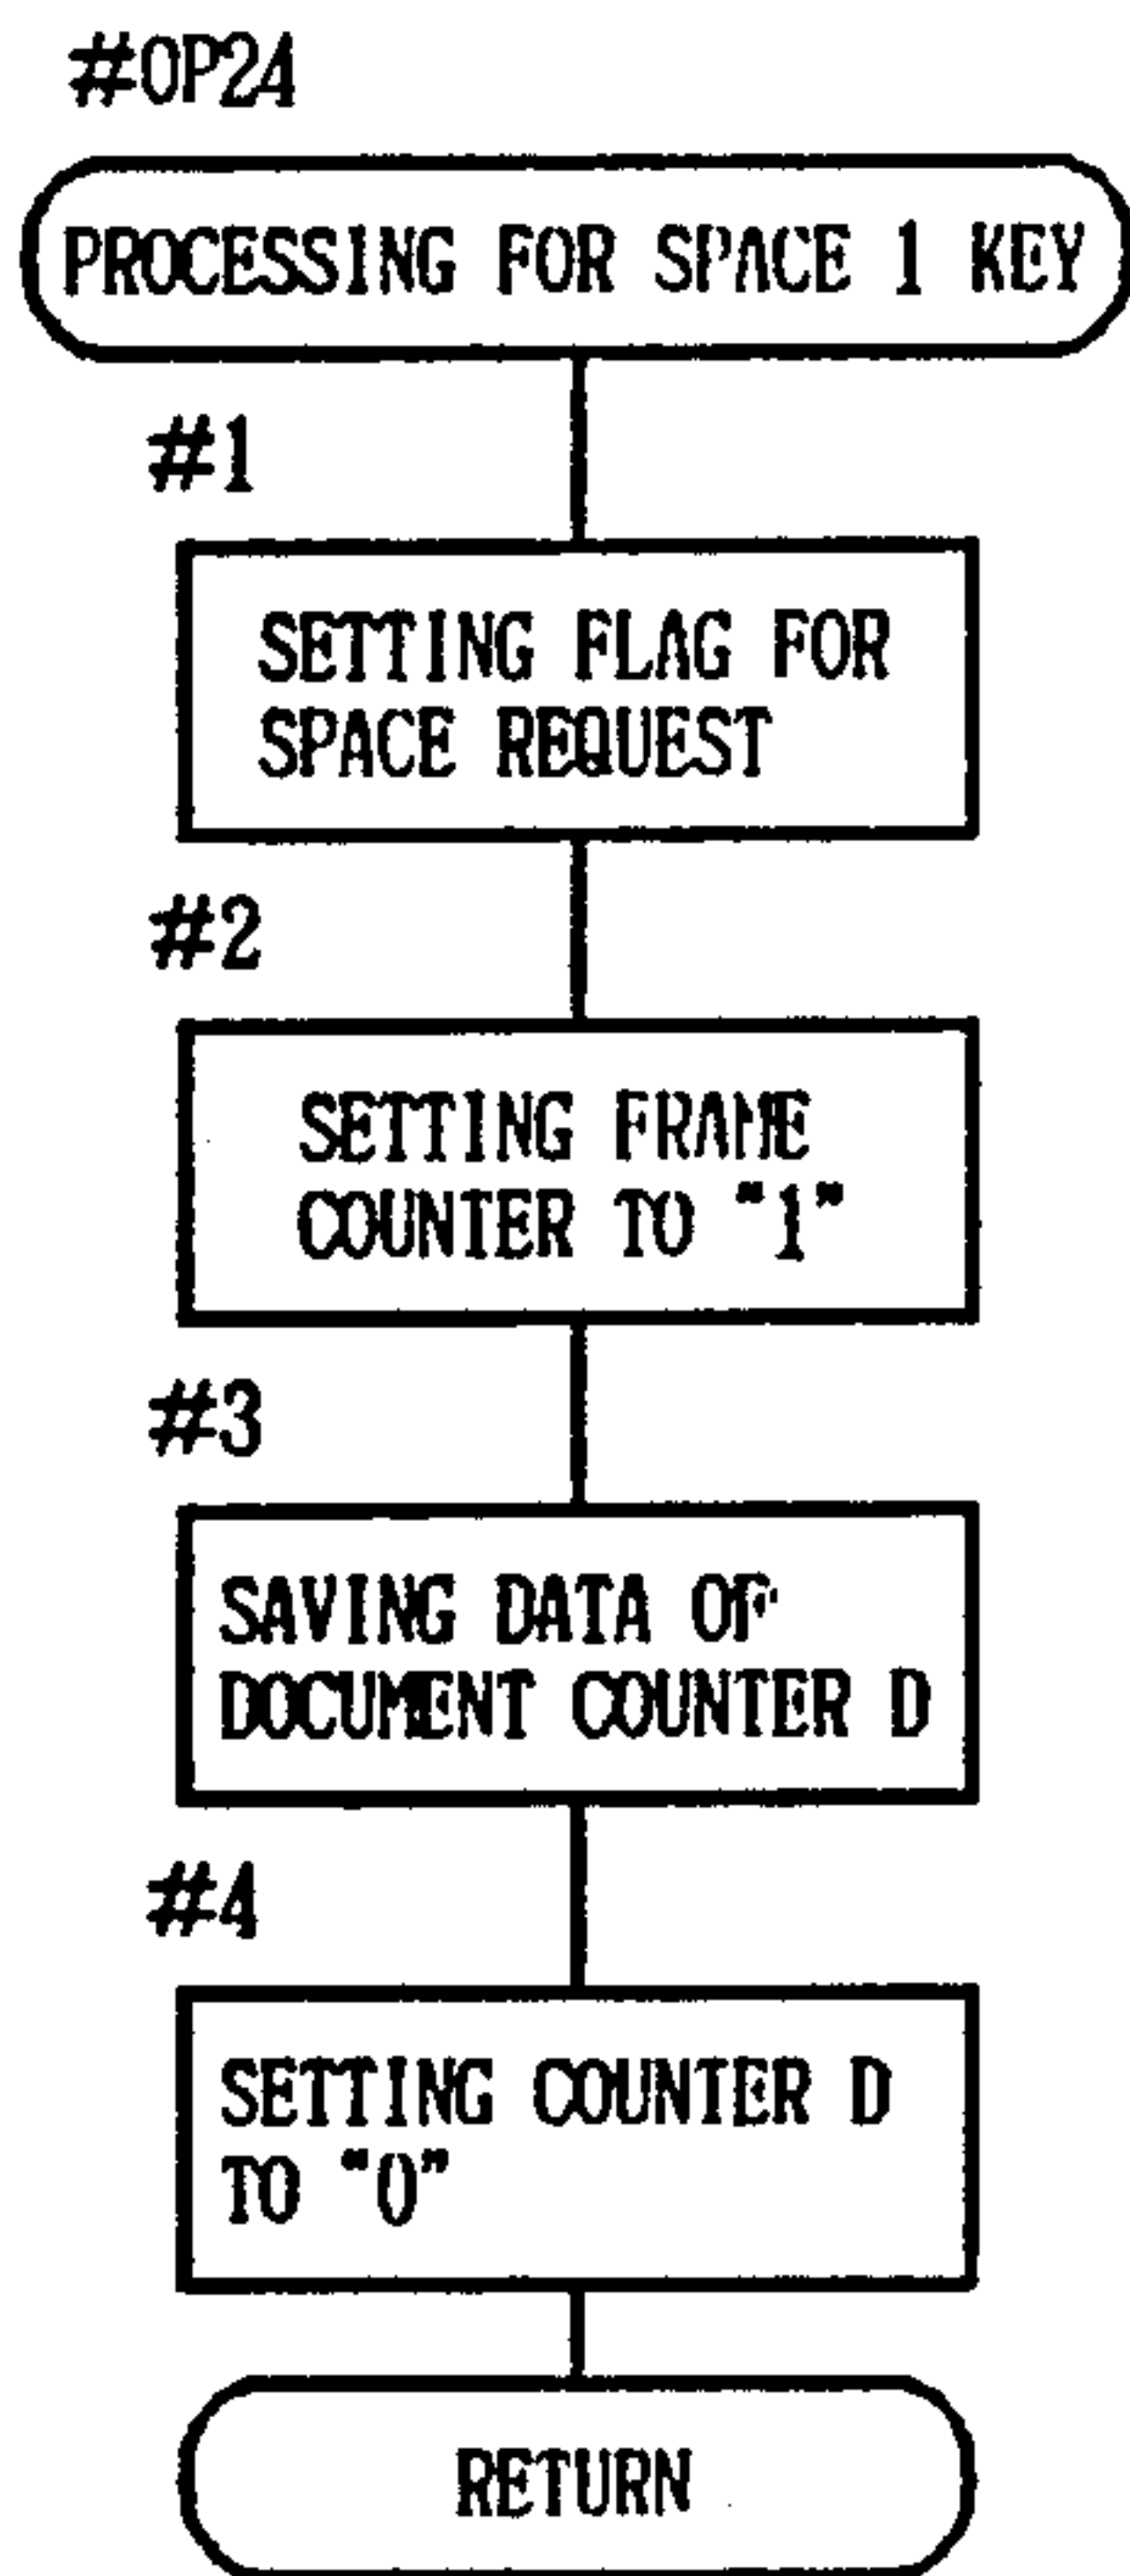 #OP24
PROCESSING FOR SPACE 1 KEY
#1
SETTING FLAG FOR
SPACE REQUEST
#2
SETTING FRAME
COUNTER TO "1"
#3
SAVING DATA OF
DOCUMENT COUNTER D
#4
SETTING COUNTER D
TO "0"
RETURN